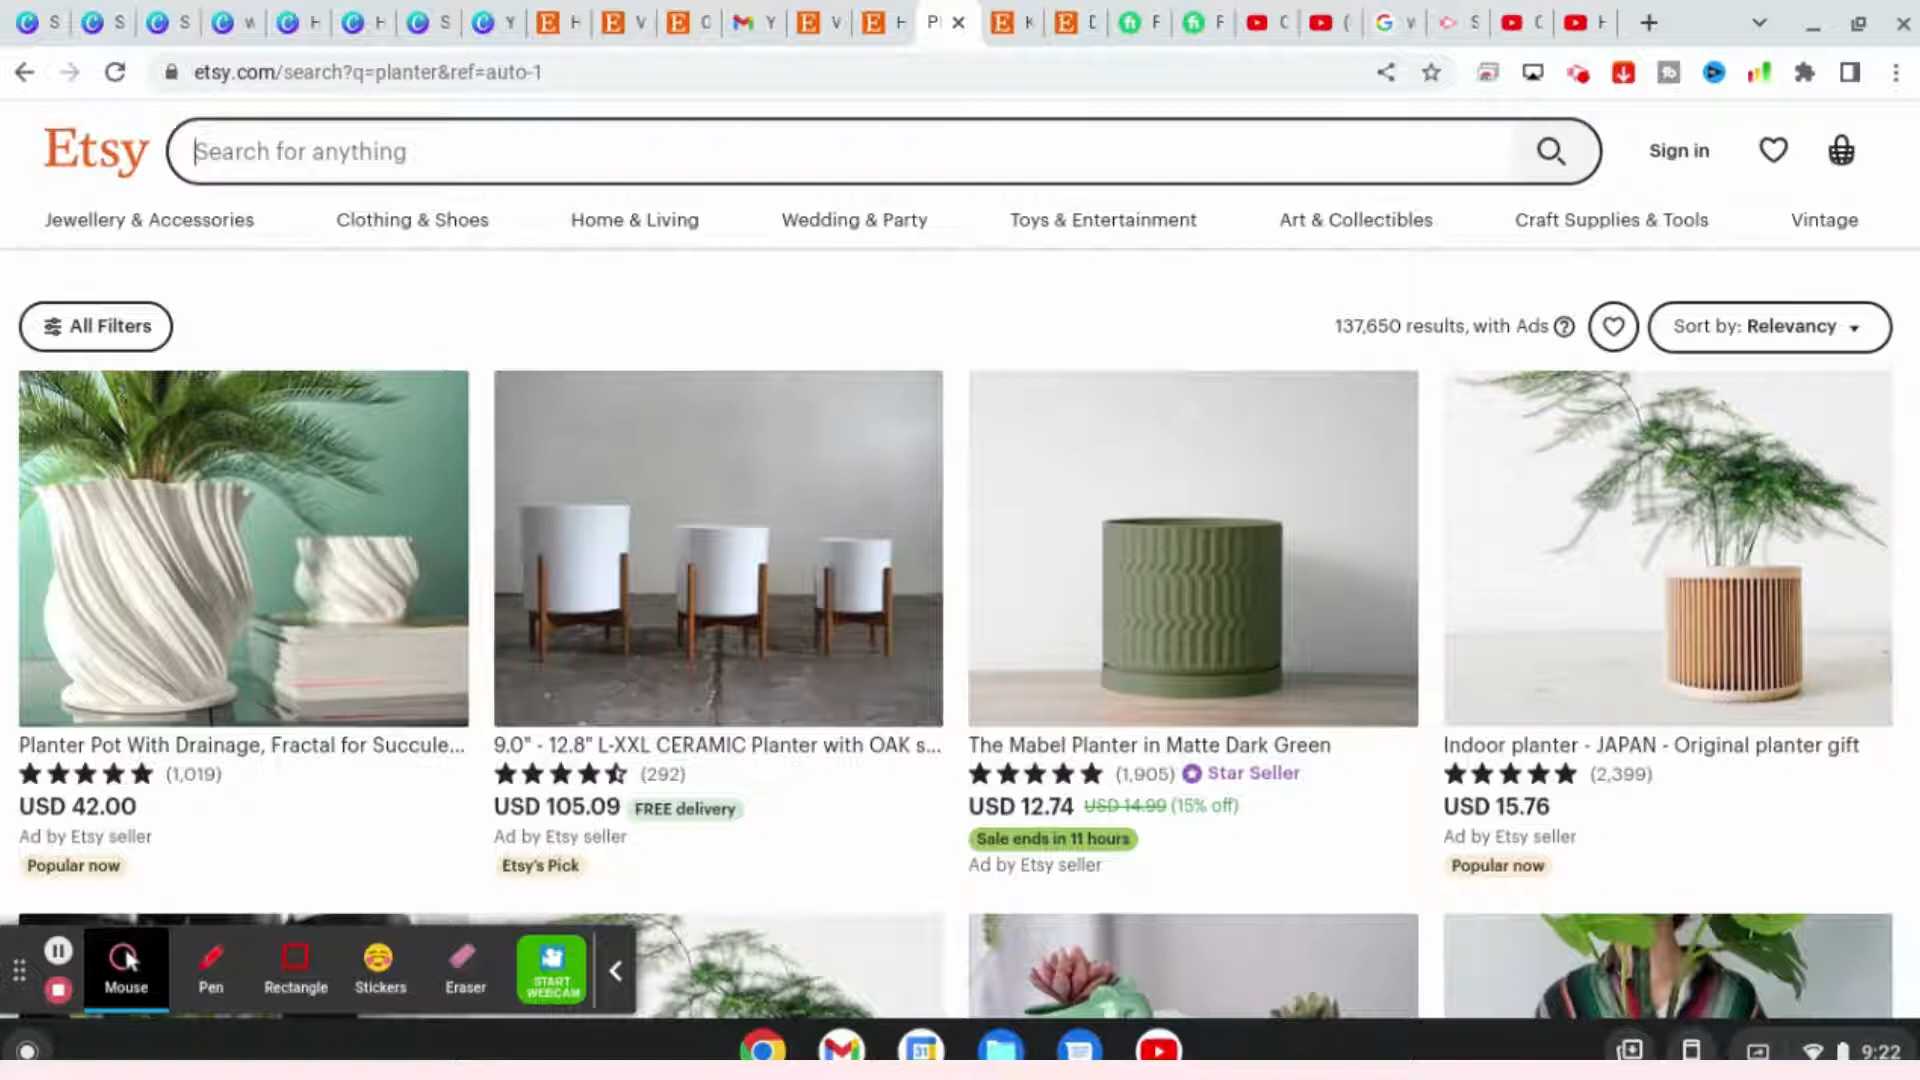 S
S
S
W
H
H
S
Y
H
V
C
Y
V
H
P
K
D
F
F
C
(
v
S
C
H
etsy.com/search?q=planter&ref=auto-1
Etsy
Search for anything
Sign in
Jewellery & Accessories
Clothing & Shoes
Home & Living
Wedding & Party
Toys & Entertainment
Art & Collectibles
Craft Supplies & Tools
Vintage
All Filters
137,650 results, with Ads
Sort by: Relevancy
Planter Pot With Drainage, Fractal for Succule...
(1,019)
USD 42.00
Ad by Etsy seller
Popular now
9.0" - 12.8" L-XXL CERAMIC Planter with OAK s...
(292)
USD 105.09 FREE delivery
Ad by Etsy seller
Etsy's Pick
The Mabel Planter in Matte Dark Green
(1,905) Star Seller
USD 12.74 USD 14.99 (15% off)
Sale ends in 11 hours
Ad by Etsy seller
Indoor planter - JAPAN - Original planter gift
(2,399)
USD 15.76
Ad by Etsy seller
Popular now
Mouse
Pen
Rectangle
Stickers
Eraser
START
WEBCAM
31
9:22